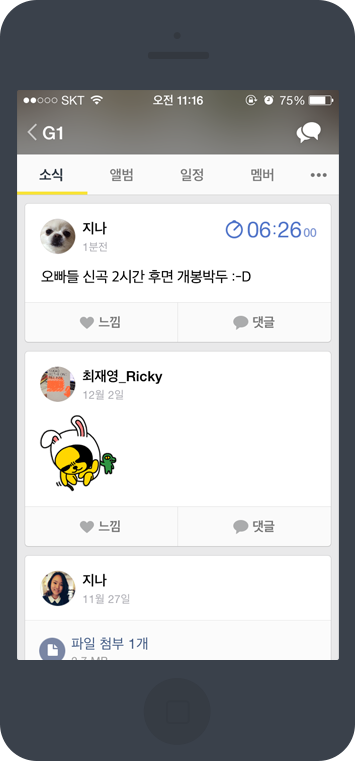 SKT 오전 11:16 75%
G1
소식 앨범 일정 멤버
지나 06:26 00
1분전
오빠들 신곡 2시간 후면 개봉박두 :-D
느낌 댓글
최재영_Ricky
12월 2일
느낌 댓글
지나
11월 27일
파일 첨부 1개